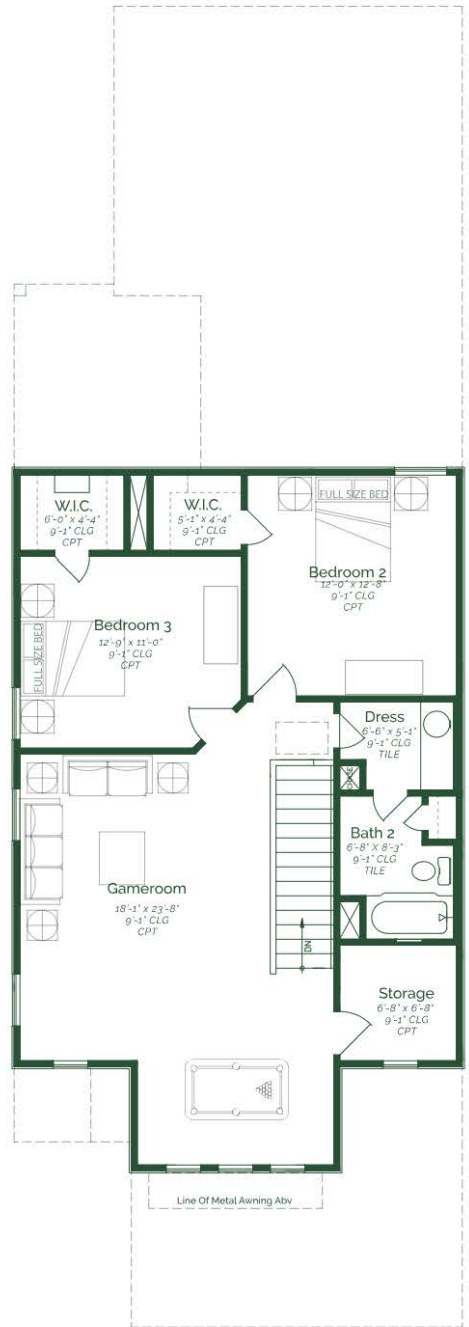 W.I.C.
6'-0" x 4'-4"
9'-1" CLG
CPT
W.I.C.
5'-1" x 4'-4"
9'-1" CLG
CPT
FULL SIZE BED
Bedroom 2
12'-0" x 12'-8"
9'-1" CLG
CPT
Bedroom 3
12'-9" x 11'-0"
9'-1" CLG
CPT
FULL SIZE BED
Dress
6'-6" x 5'-1"
9'-1" CLG
TILE
Bath 2
6'-8" X 8'-3"
9'-1" CLG
TILE
Gameroom
18'-1" x 23'-8"
9'-1" CLG
CPT
DN
Storage
6'-8" x 6'-8"
9'-1" CLG
CPT
Line Of Metal Awning Abv